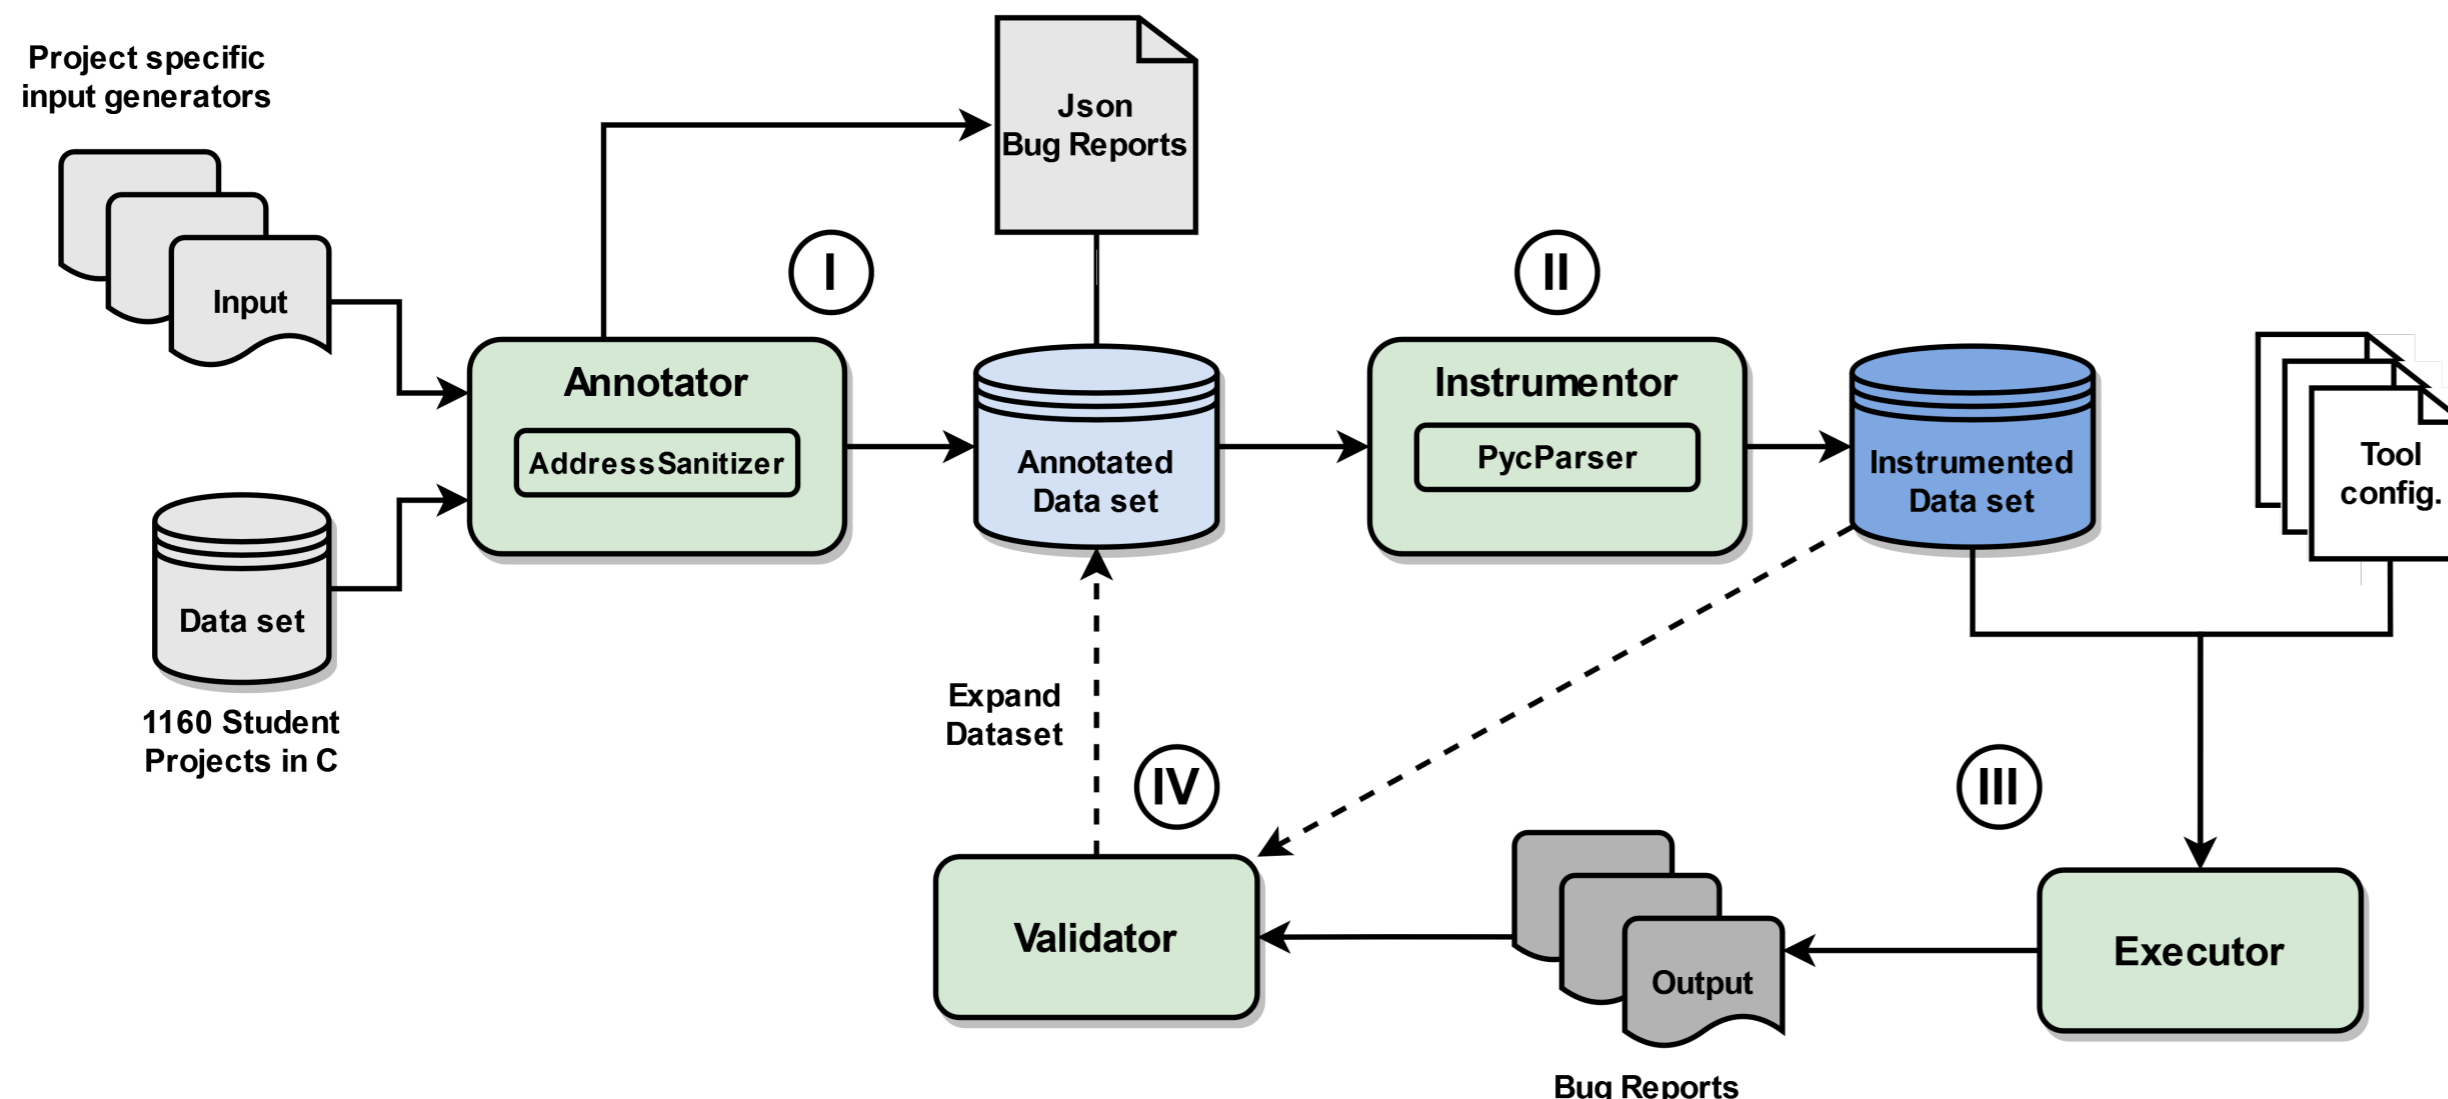 Project specific
input generators
Input
Data set
1160 Student
Projects in C
Json
Bug Reports
I
Annotator
AddressSanitizer
Annotated
Data set
II
Instrumentor
PycParser
Instrumented
Data set
Tool
config.
Expand
Dataset
IV
Validator
III
Output
Bug Reports
Executor